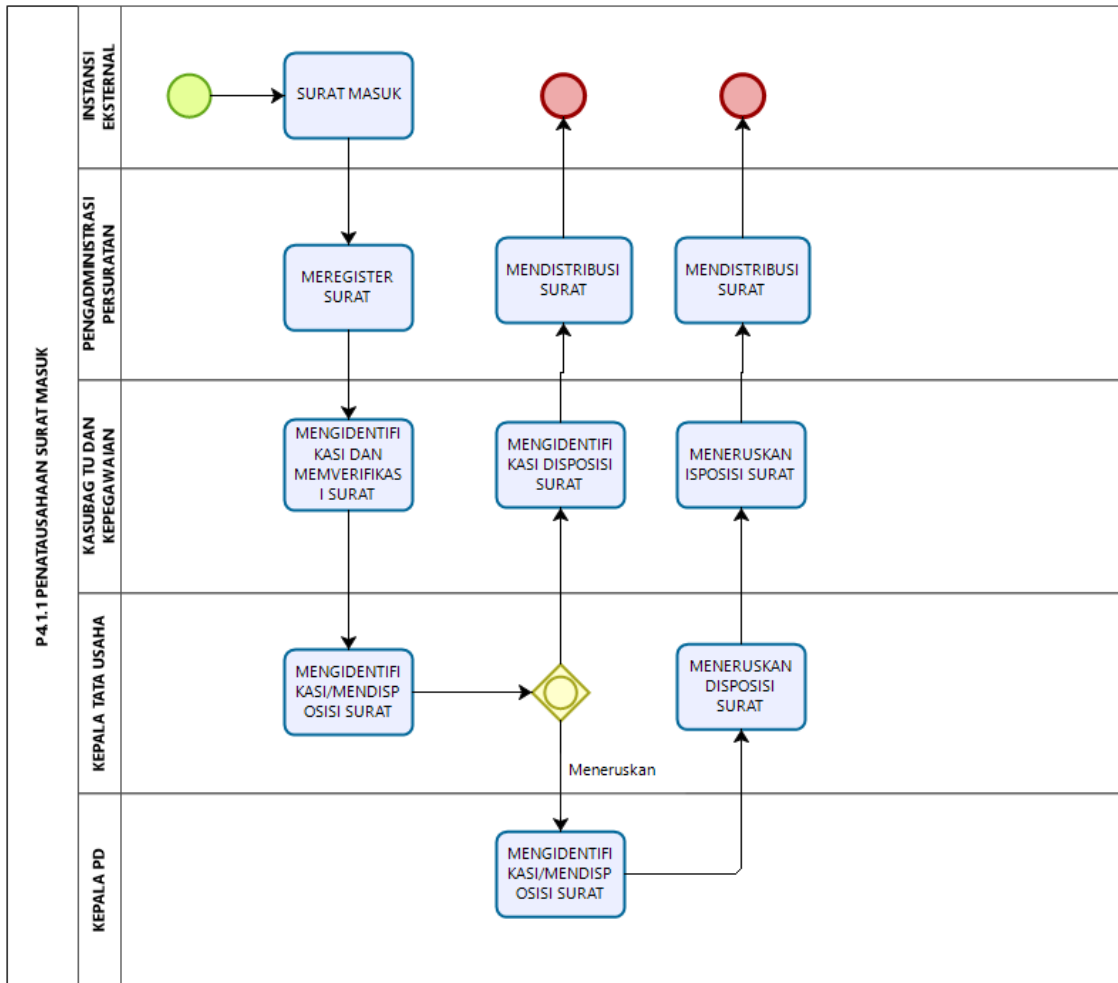 P4.1.1 PENATAUSAHAAN SURAT MASUK
INSTANSI
EKSTERNAL
SURAT MASUK
PENGADMINISTRASI
PERSURATAN
MEREGISTER
SURAT
MENDISTRIBUSI
SURAT
MENDISTRIBUSI
SURAT
KASUBAG TU DAN
KEPEGAWAIAN
MENGIDENTIFI
KASI DAN
MEMVERIFIKAS
I SURAT
MENGIDENTIFI
KASI DISPOSISI
SURAT
MENERUSKAN
ISPOSISI SURAT
KEPALA TATA USAHA
MENGIDENTIFI
KASI/MENDISP
OSISI SURAT
MENERUSKAN
DISPOSISI
SURAT
Meneruskan
KEPALA PD
MENGIDENTIFI
KASI/MENDISP
OSISI SURAT